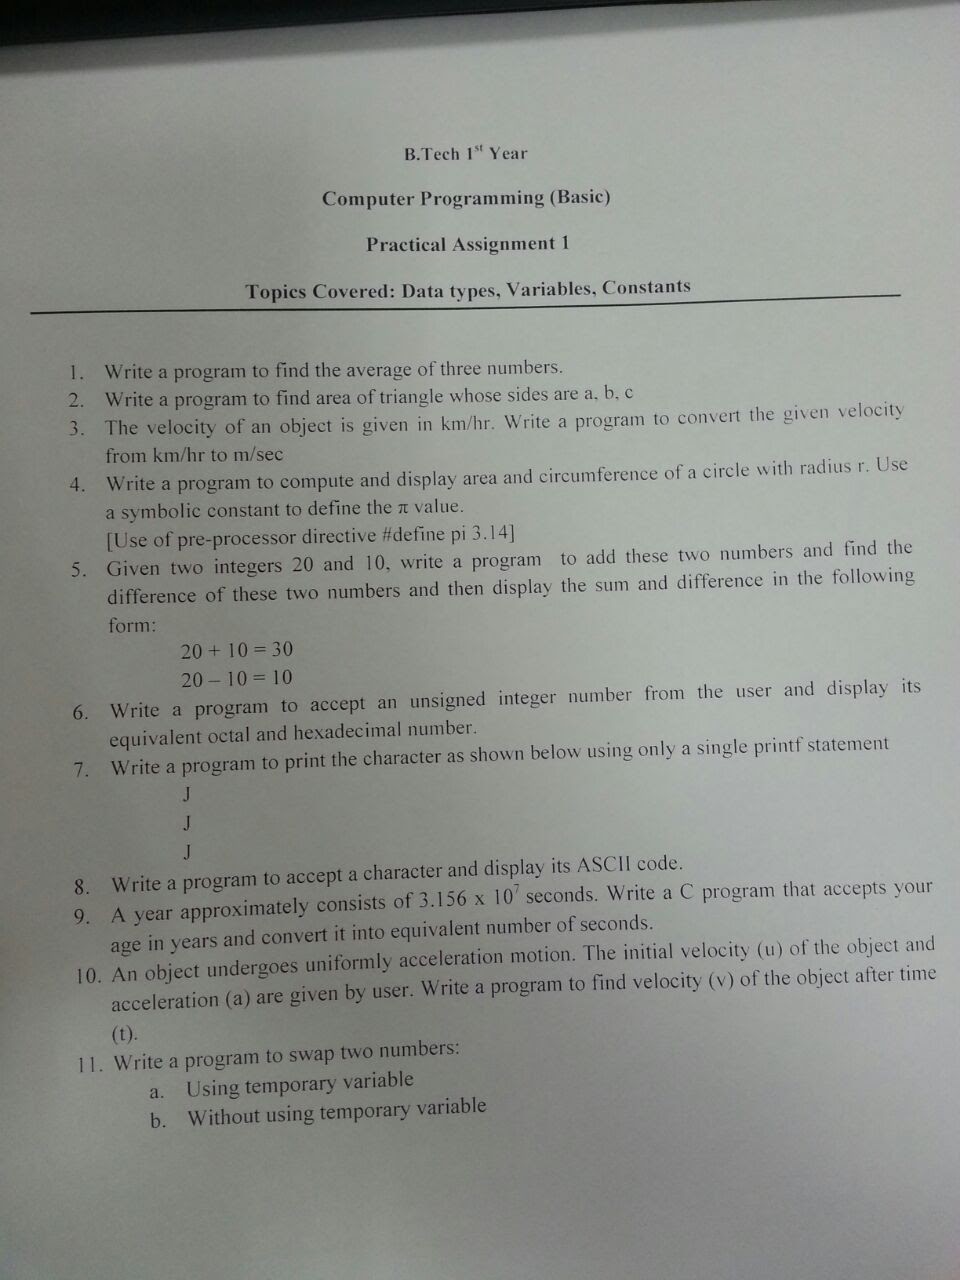 B.Tech 1st Year
Computer Programming (Basic)
Practical Assignment 1
Topics Covered: Data types, Variables, Constants
1. Write a program to find the average of three numbers.
2. Write a program to find area of triangle whose sides are a, b, c
3. The velocity of an object is given in km/hr. Write a program to convert the given velocity
from km/hr to m/sec
4. Write a program to compute and display area and circumference of a circle with radius r. Use
a symbolic constant to define the π value.
[Use of pre-processor directive #define pi 3.14]
5. Given two integers 20 and 10, write a program to add these two numbers and find the
difference of these two numbers and then display the sum and difference in the following
form:
20 + 10 = 30
20 – 10 = 10
6. Write a program to accept an unsigned integer number from the user and display its
equivalent octal and hexadecimal number.
7. Write a program to print the character as shown below using only a single printf statement
J
J
J
8. Write a program to accept a character and display its ASCII code.
9. A year approximately consists of 3.156 x 10⁷ seconds. Write a C program that accepts your
age in years and convert it into equivalent number of seconds.
10. An object undergoes uniformly acceleration motion. The initial velocity (u) of the object and
acceleration (a) are given by user. Write a program to find velocity (v) of the object after time
(t).
11. Write a program to swap two numbers:
a. Using temporary variable
b. Without using temporary variable